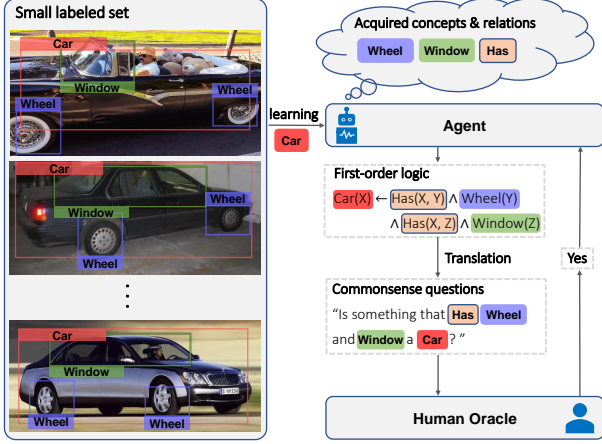 Small labeled set
Car
Window
Wheel
Wheel
Car
Window
Wheel
Wheel
Car
Window
Wheel
Wheel
Acquired concepts & relations
Wheel Window Has
learning
Car
Agent
First-order logic
Car(X) ← Has(X, Y) ∧ Wheel(Y)
∧ Has(X, Z) ∧ Window(Z)
Translation
Yes
Commonsense questions
“Is something that Has Wheel
and Window a Car ? ”
Human Oracle